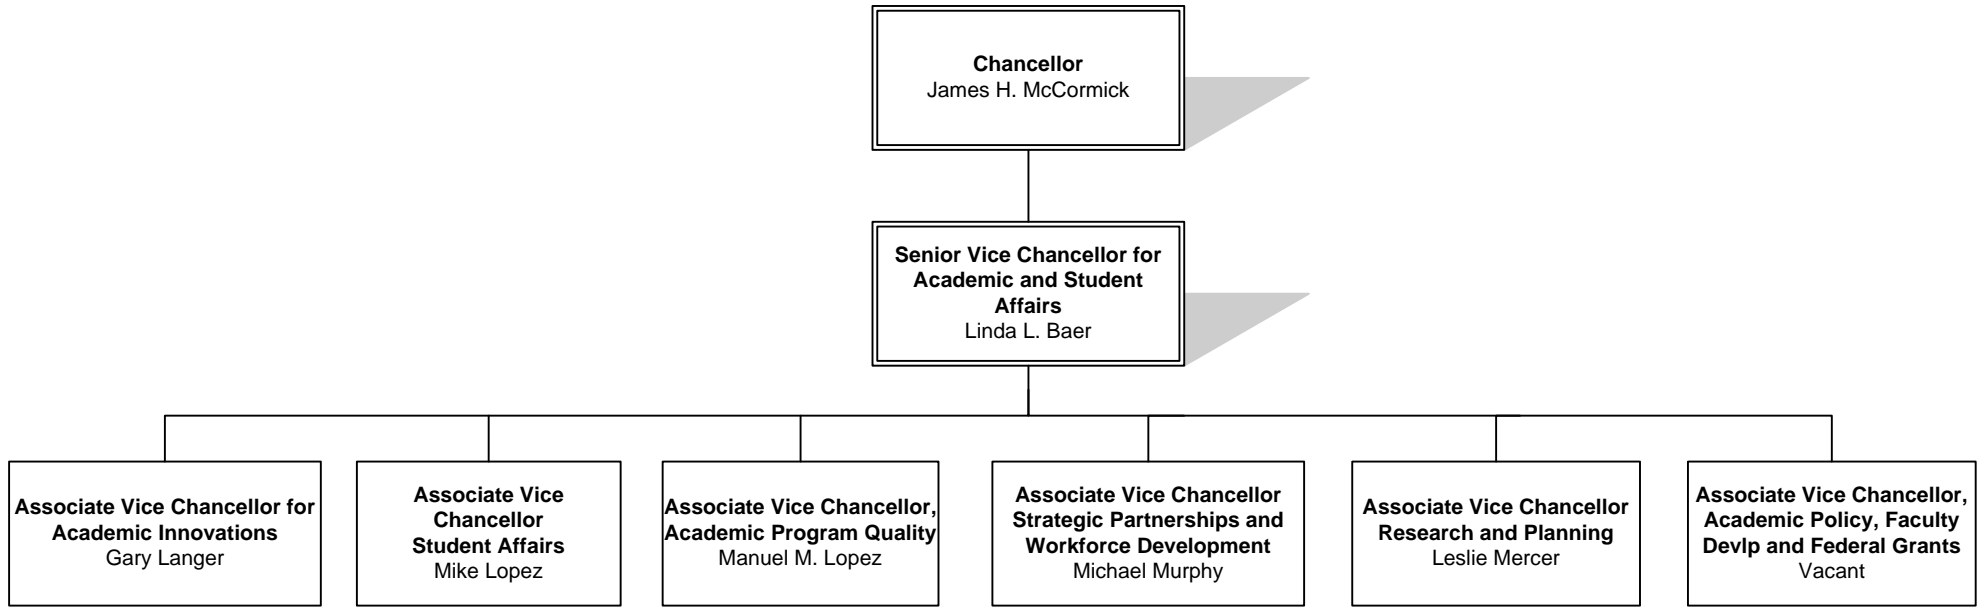 Chancellor
James H. McCormick
Senior Vice Chancellor for
Academic and Student
Affairs
Linda L. Baer
Associate Vice Chancellor for
Academic Innovations
Gary Langer
Associate Vice
Chancellor
Student Affairs
Mike Lopez
Associate Vice Chancellor,
Academic Program Quality
Manuel M. Lopez
Associate Vice Chancellor
Strategic Partnerships and
Workforce Development
Michael Murphy
Associate Vice Chancellor
Research and Planning
Leslie Mercer
Associate Vice Chancellor,
Academic Policy, Faculty
Devlp and Federal Grants
Vacant